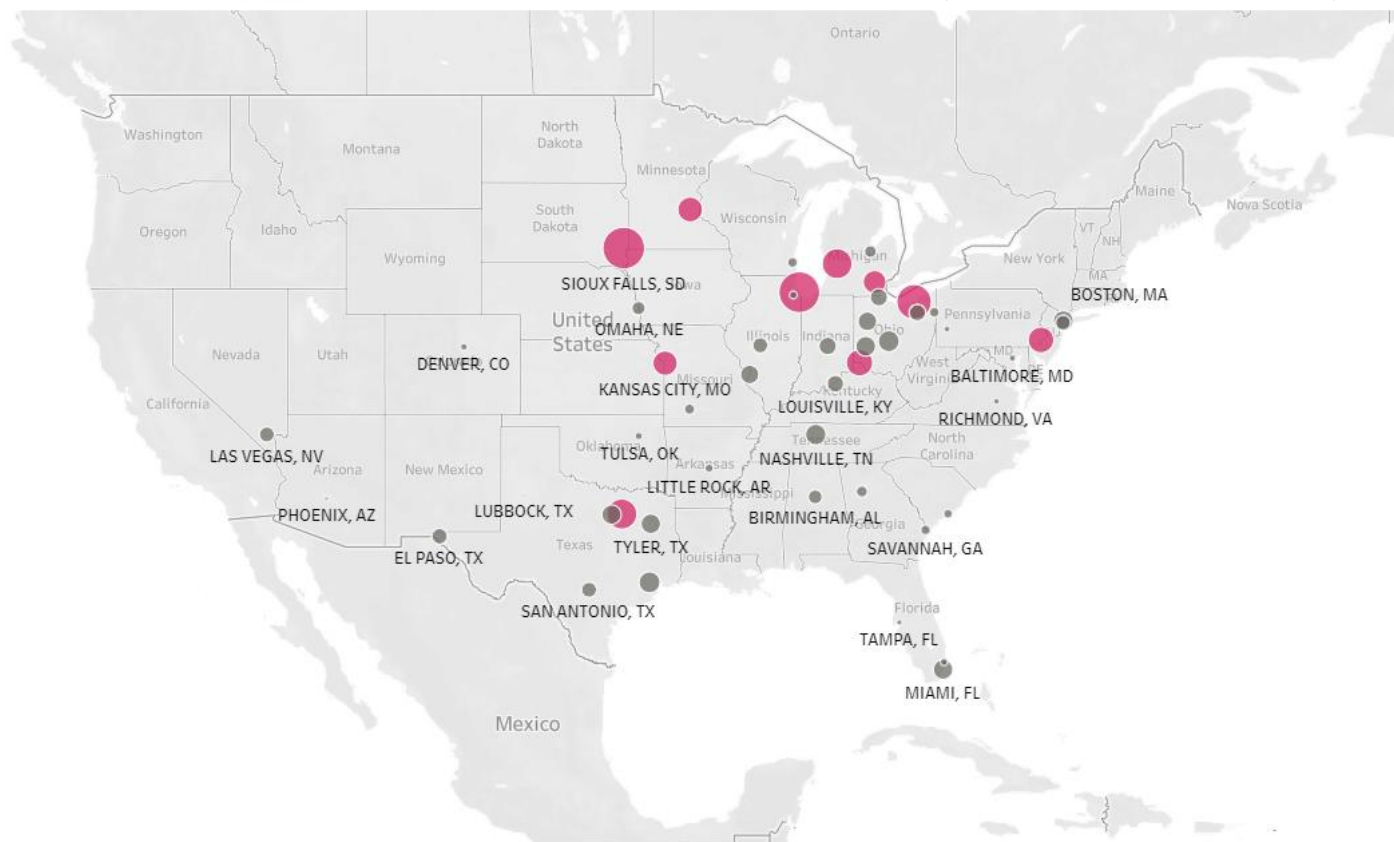 Ontario
Washington
North
Dakota
Montana
Minnesota
Maine
Nova Scotia
South
Dakota
Wisconsin
Oregon
Idaho
VT
NH
Michigan
New York
Wyoming
MA
SIOUX FALLS, SD
BOSTON, MA
United
States
OMAHA, NE
Pennsylvania
Illinois
Indiana
Ohio
Nevada
Utah
DENVER, CO
West
Virginia
MD
BALTIMORE, MD
KANSAS CITY, MO
Missouri
Kentucky
LOUISVILLE, KY
California
RICHMOND, VA
Oklahoma
TULSA, OK
Tennessee
NASHVILLE, TN
North
Carolina
LAS VEGAS, NV
Arizona
New Mexico
Arkansas
LITTLE ROCK, AR
Mississippi
PHOENIX, AZ
LUBBOCK, TX
BIRMINGHAM, AL
Georgia
EL PASO, TX
Texas
TYLER, TX
Louisiana
SAVANNAH, GA
SAN ANTONIO, TX
Florida
TAMPA, FL
MIAMI, FL
Mexico